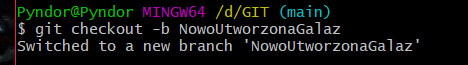 Pyndor@Pyndor MINGW64 /d/GIT (main)
$ git checkout -b NowoUtworzonaGalaz
Switched to a new branch 'NowoUtworzonaGalaz'